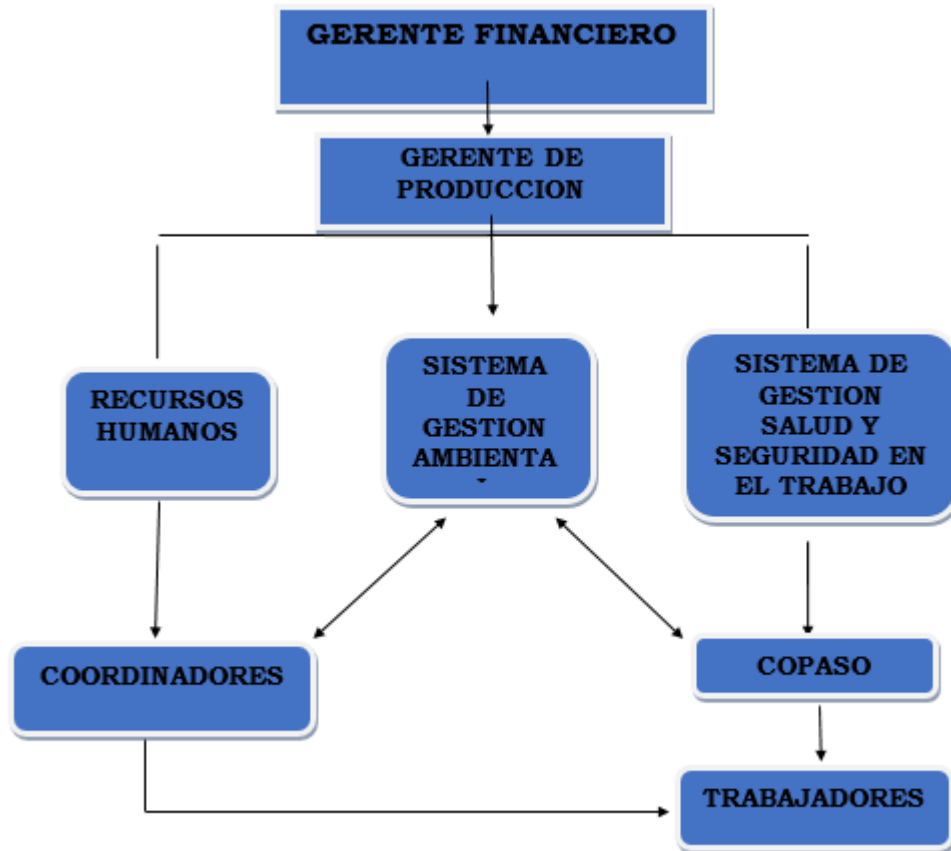 GERENTE FINANCIERO
GERENTE DE
PRODUCCION
RECURSOS
HUMANOS
SISTEMA
DE
GESTION
AMBIENTA
SISTEMA DE
GESTION
SALUD Y
SEGURIDAD EN
EL TRABAJO
COORDINADORES
COPASO
TRABAJADORES